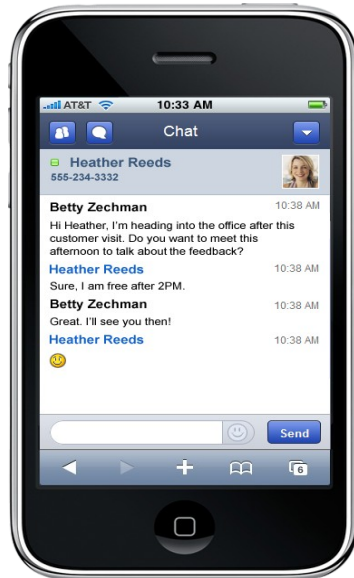 AT&T 10:33 AM
Chat
Heather Reeds
555-234-3332
Betty Zechman 10:38 AM
Hi Heather, I'm heading into the office after this
customer visit. Do you want to meet this
afternoon to talk about the feedback?
Heather Reeds 10:38 AM
Sure, I am free after 2PM.
Betty Zechman 10:38 AM
Great. I'll see you then!
Heather Reeds 10:38 AM
Send
6